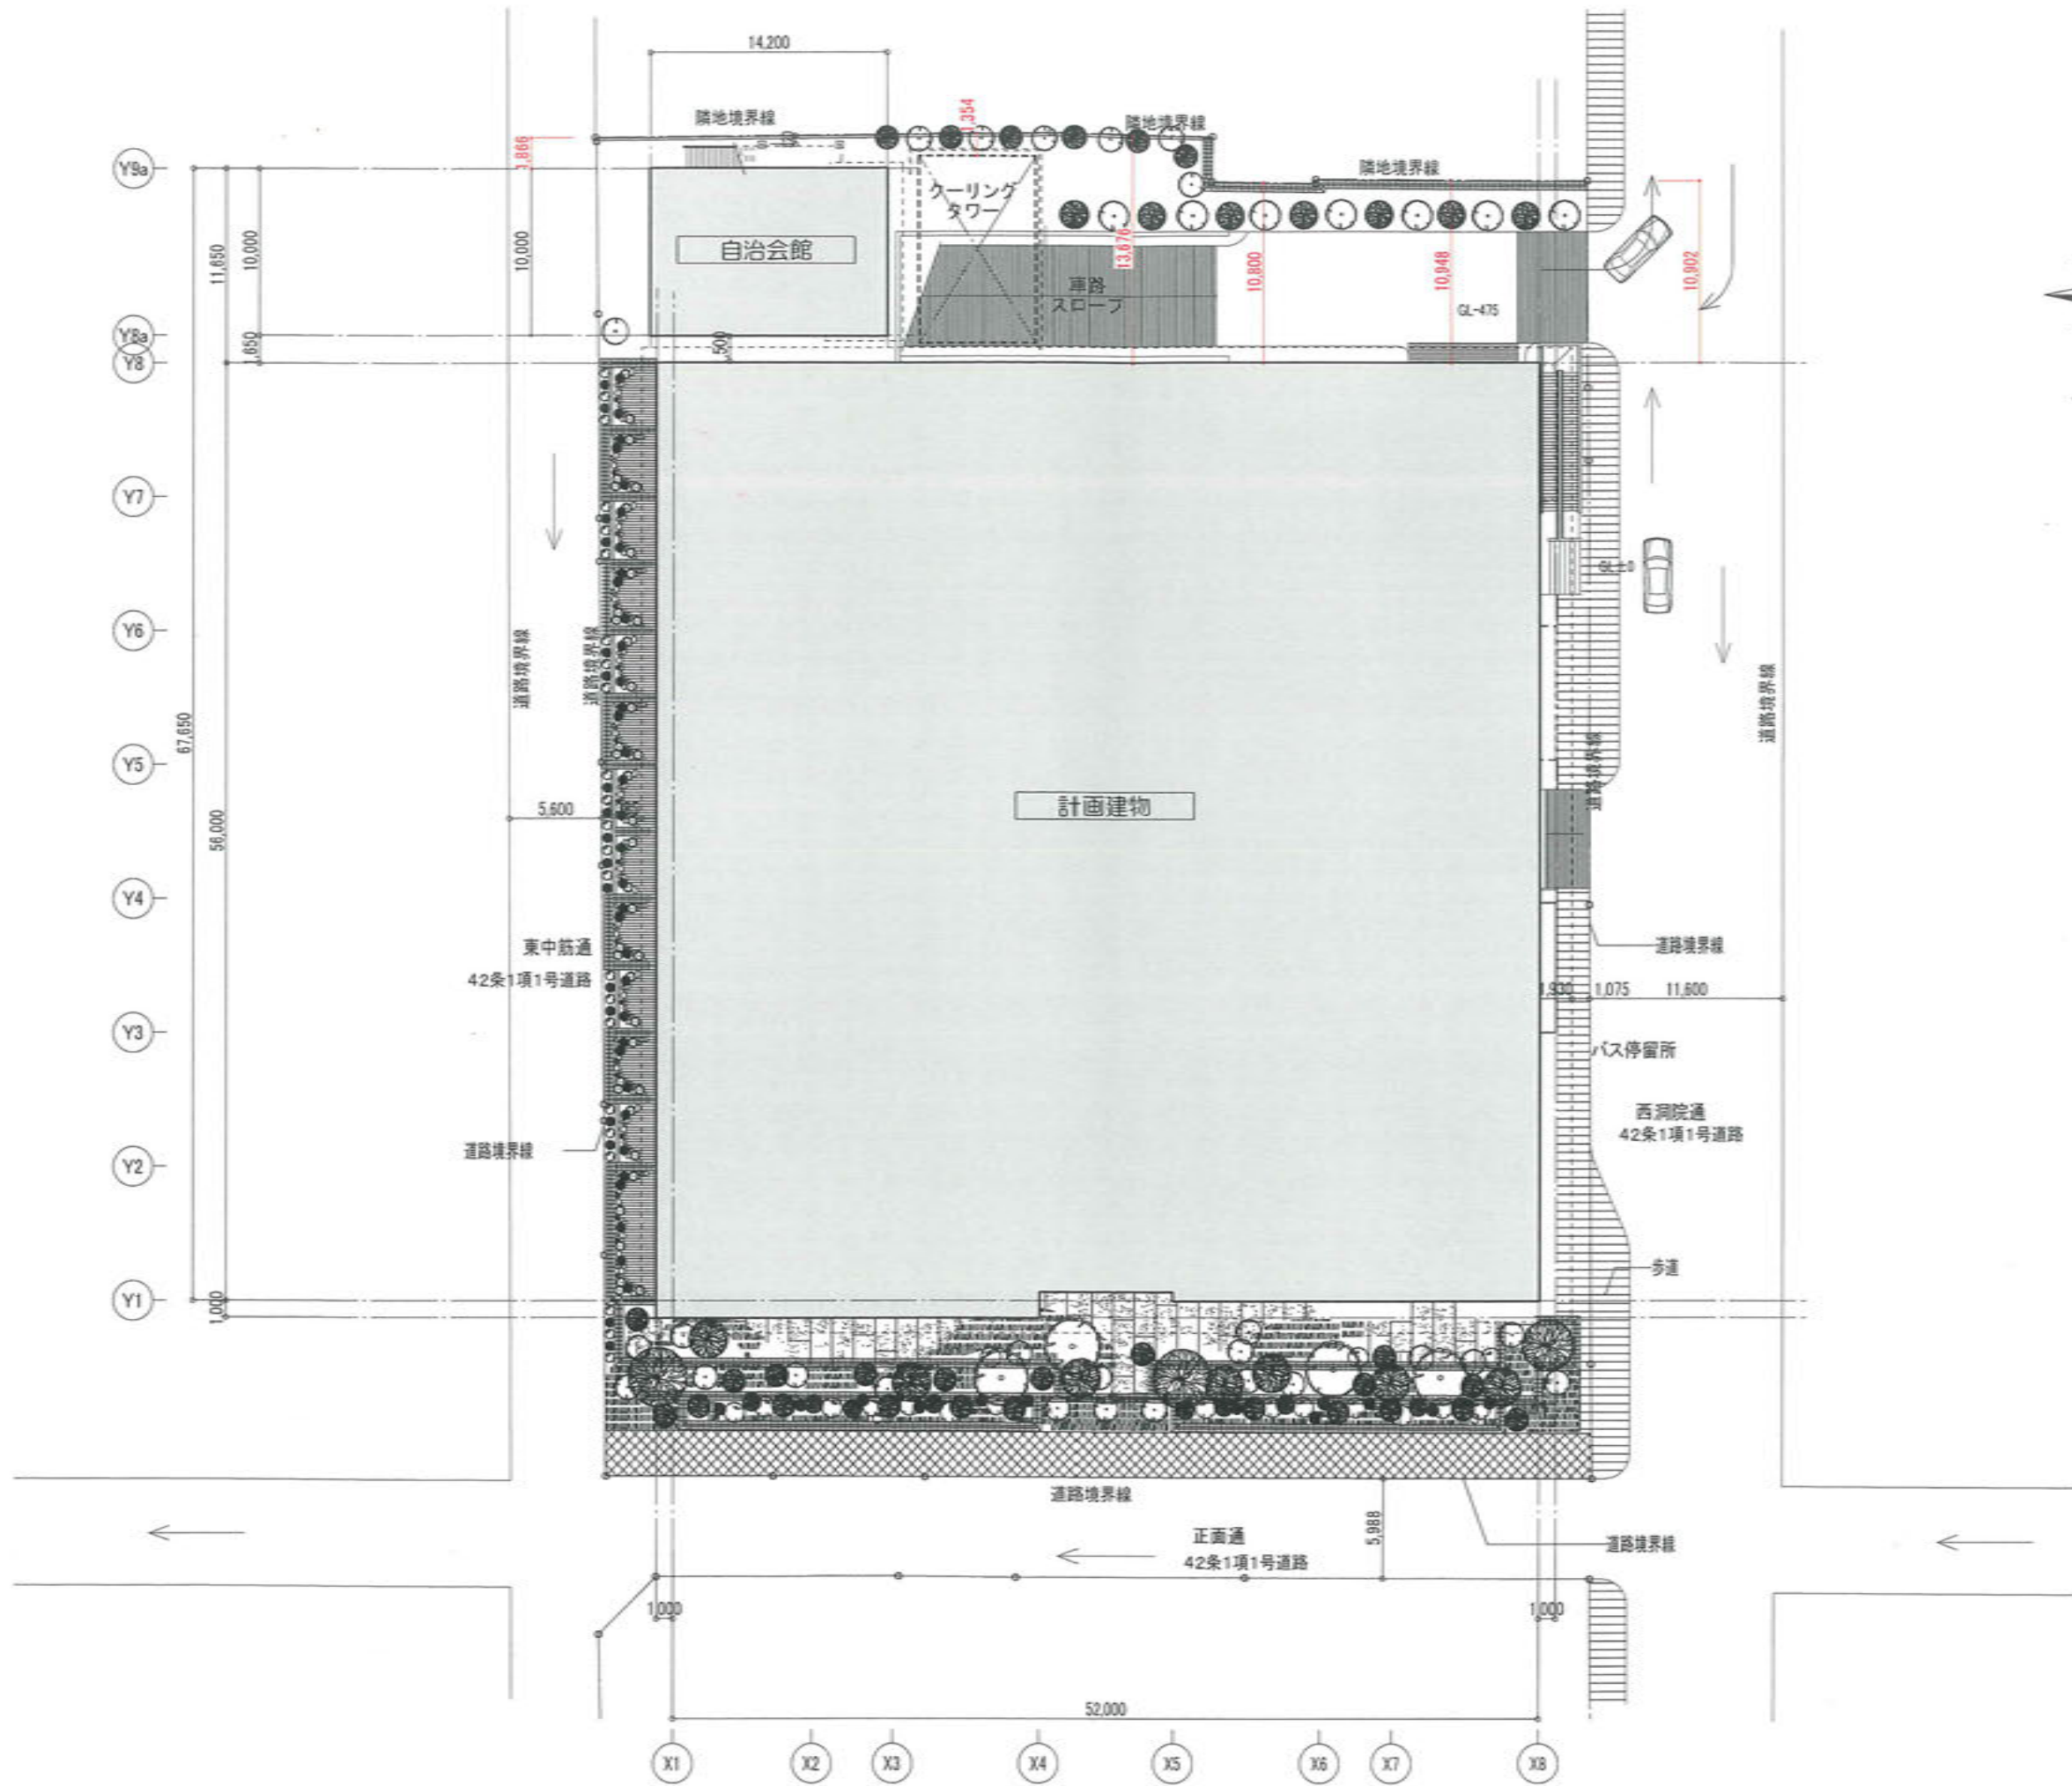 14,200
隣地境界線
1,354
隣地境界線
隣地境界線
1,866
Y9a
クーリング
タワー
自治会館
11,650
10,000
10,000
13,676
10,800
10,948
10,902
車路
スロープ
GL-475
Y8a
Y8
1,650
Y7
GL±0
Y6
道路境界線
道路境界線
道路境界線
67,650
道路境界線
Y5
計画建物
5,600
56,000
Y4
東中筋通
42条1項1号道路
道路境界線
1,930
1,075
11,600
Y3
バス停留所
西洞院通
42条1項1号道路
道路境界線
Y2
歩道
Y1
1,000
道路境界線
正面通
42条1項1号道路
5,988
道路境界線
1,000
1,000
52,000
X1
X2
X3
X4
X5
X6
X7
X8